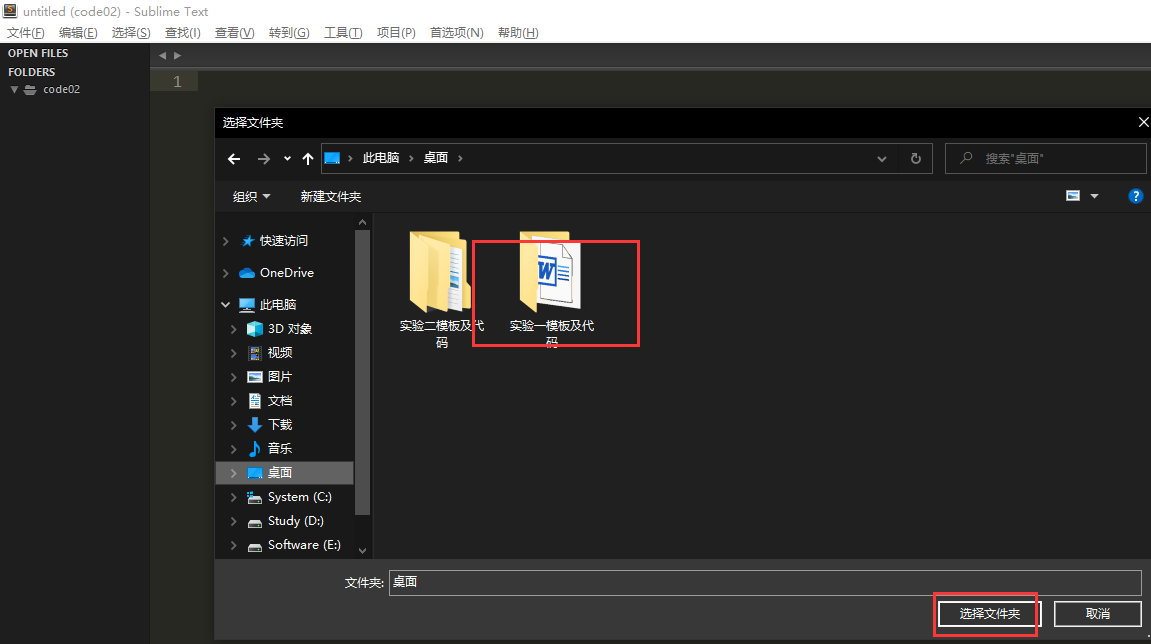 untitled (code02) - Sublime Text
文件(F) 编辑(E) 选择(S) 查找(I) 查看(V) 转到(G) 工具(T) 项目(P) 首选项(N) 帮助(H)
OPEN FILES
FOLDERS
code02
1
选择文件夹
此电脑 桌面
搜索"桌面"
组织 新建文件夹
快速访问
OneDrive
此电脑
3D 对象
视频
图片
文档
下载
音乐
桌面
System (C:)
Study (D:)
Software (E:)
实验二模板及代
码
实验一模板及代
码
文件夹: 桌面
选择文件夹 取消